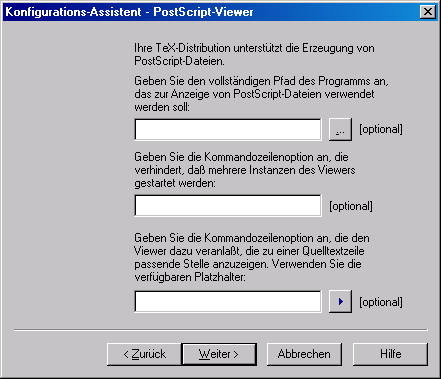 Konfigurations-Assistent - PostScript-Viewer
Ihre TeX-Distribution unterstützt die Erzeugung von
PostScript-Dateien.
Geben Sie den vollständigen Pfad des Programms an,
das zur Anzeige von PostScript-Dateien verwendet
werden soll:
... [optional]
Geben Sie die Kommandozeilenoption an, die
verhindert, daß mehrere Instanzen des Viewers
gestartet werden:
[optional]
Geben Sie die Kommandozeilenoption an, die den
Viewer dazu veranlaßt, die zu einer Quelltextzeile
passende Stelle anzuzeigen. Verwenden Sie die
verfügbaren Platzhalter:
[optional]
< Zurück Weiter > Abbrechen Hilfe